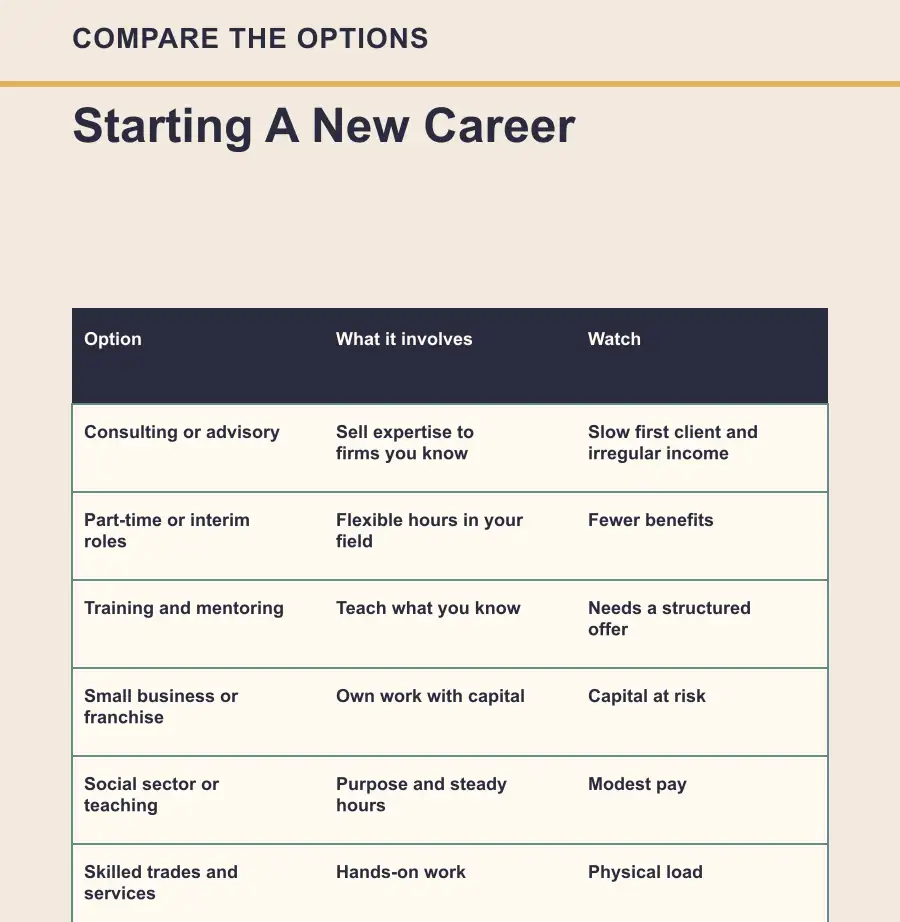 COMPARE THE OPTIONS
Starting A New Career
Option
What it involves
Watch
Consulting or advisory
Sell expertise to
firms you know
Slow first client and
irregular income
Part-time or interim
roles
Flexible hours in your
field
Fewer benefits
Training and mentoring
Teach what you know
Needs a structured
offer
Small business or
franchise
Own work with capital
Capital at risk
Social sector or
teaching
Purpose and steady
hours
Modest pay
Skilled trades and
services
Hands-on work
Physical load